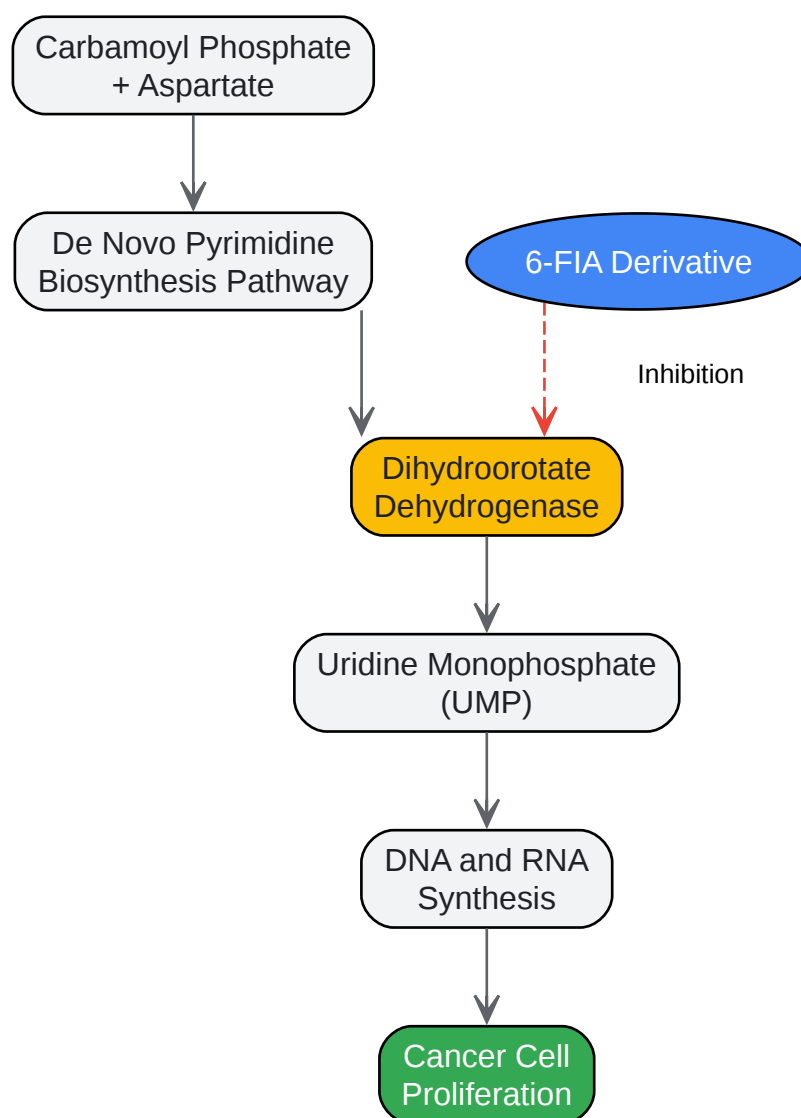 Carbamoyl Phosphate
+ Aspartate
De Novo Pyrimidine
Biosynthesis Pathway
6-FIA Derivative
Inhibition
Dihydroorotate
Dehydrogenase
Uridine Monophosphate
(UMP)
DNA and RNA
Synthesis
Cancer Cell
Proliferation